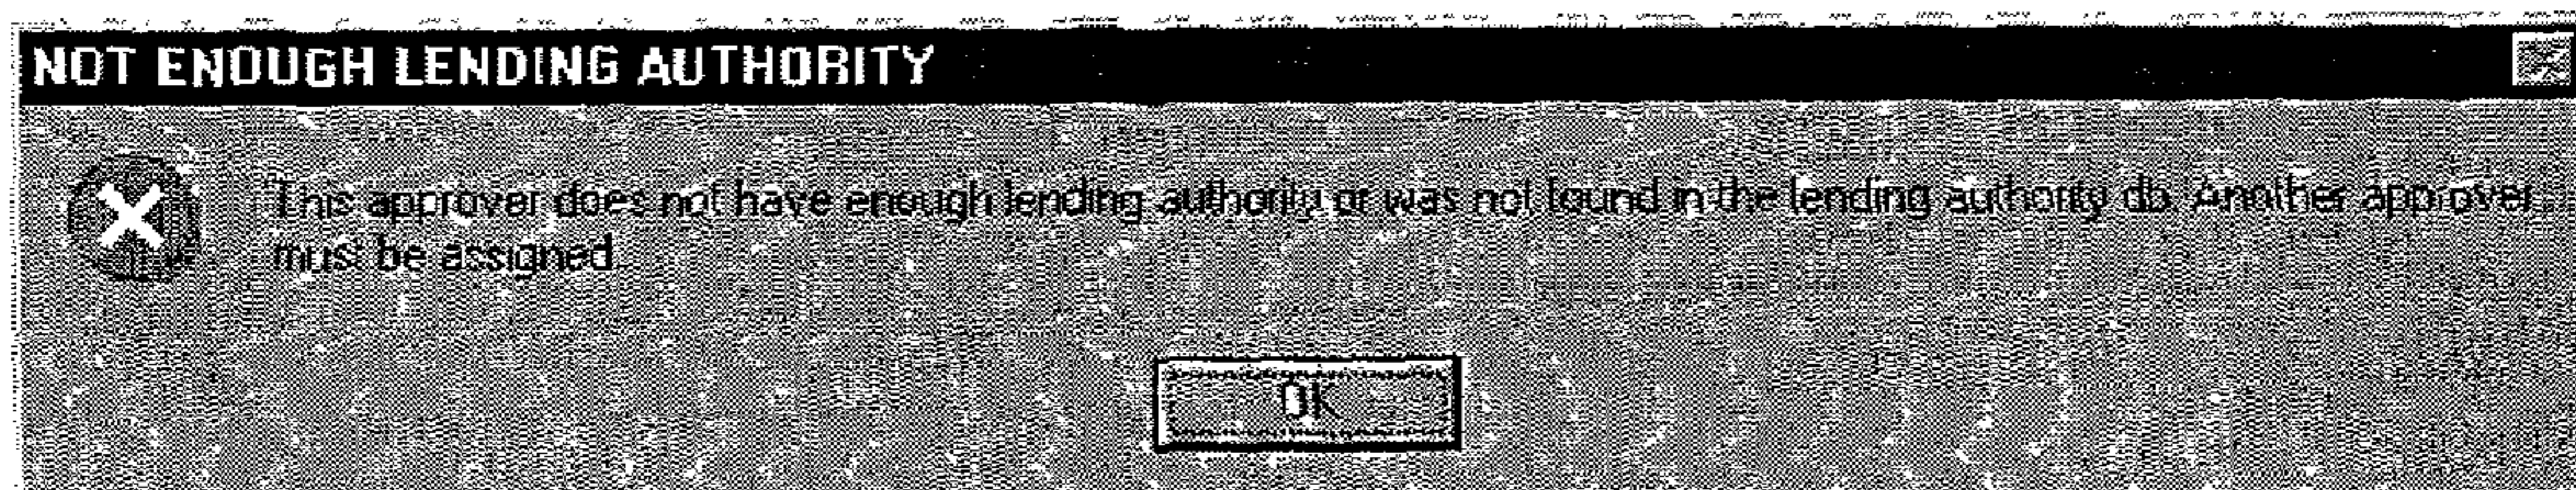 NOT ENOUGH LENDING AUTHORITY
This approver does not have enough lending authority or was not found in the lending authority db. Another approver
must be assigned.
OK